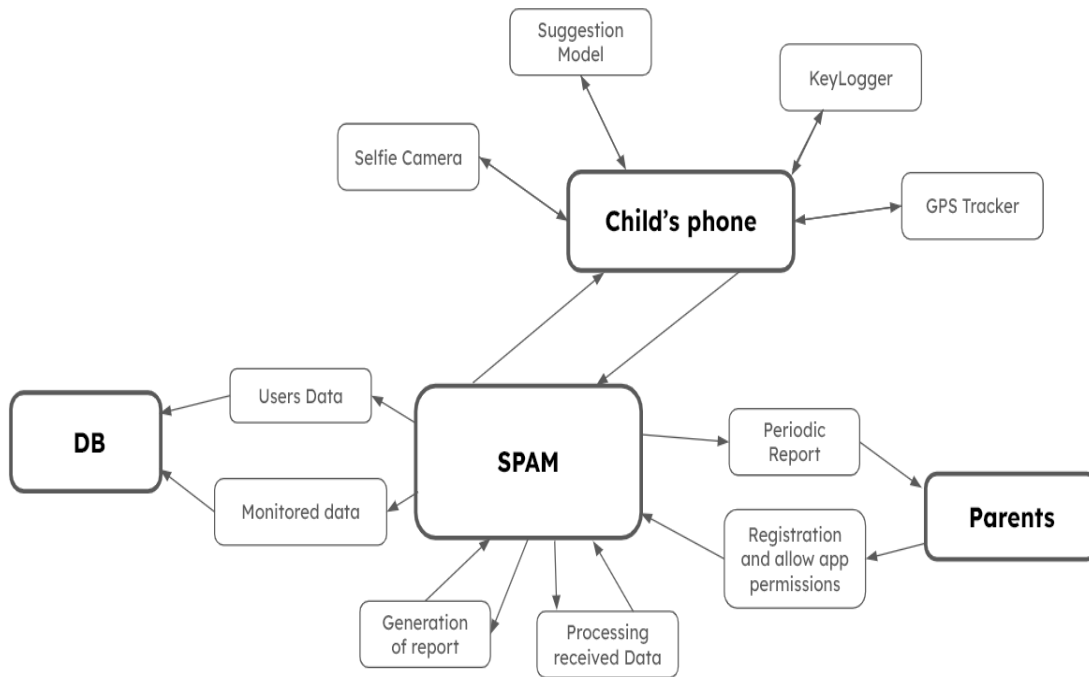 Suggestion
Model
KeyLogger
Selfie Camera
GPS Tracker
Child's phone
Users Data
DB
SPAM
Periodic
Report
Monitored data
Parents
Registration
and allow app
permissions
Generation
of report
Processing
received Data